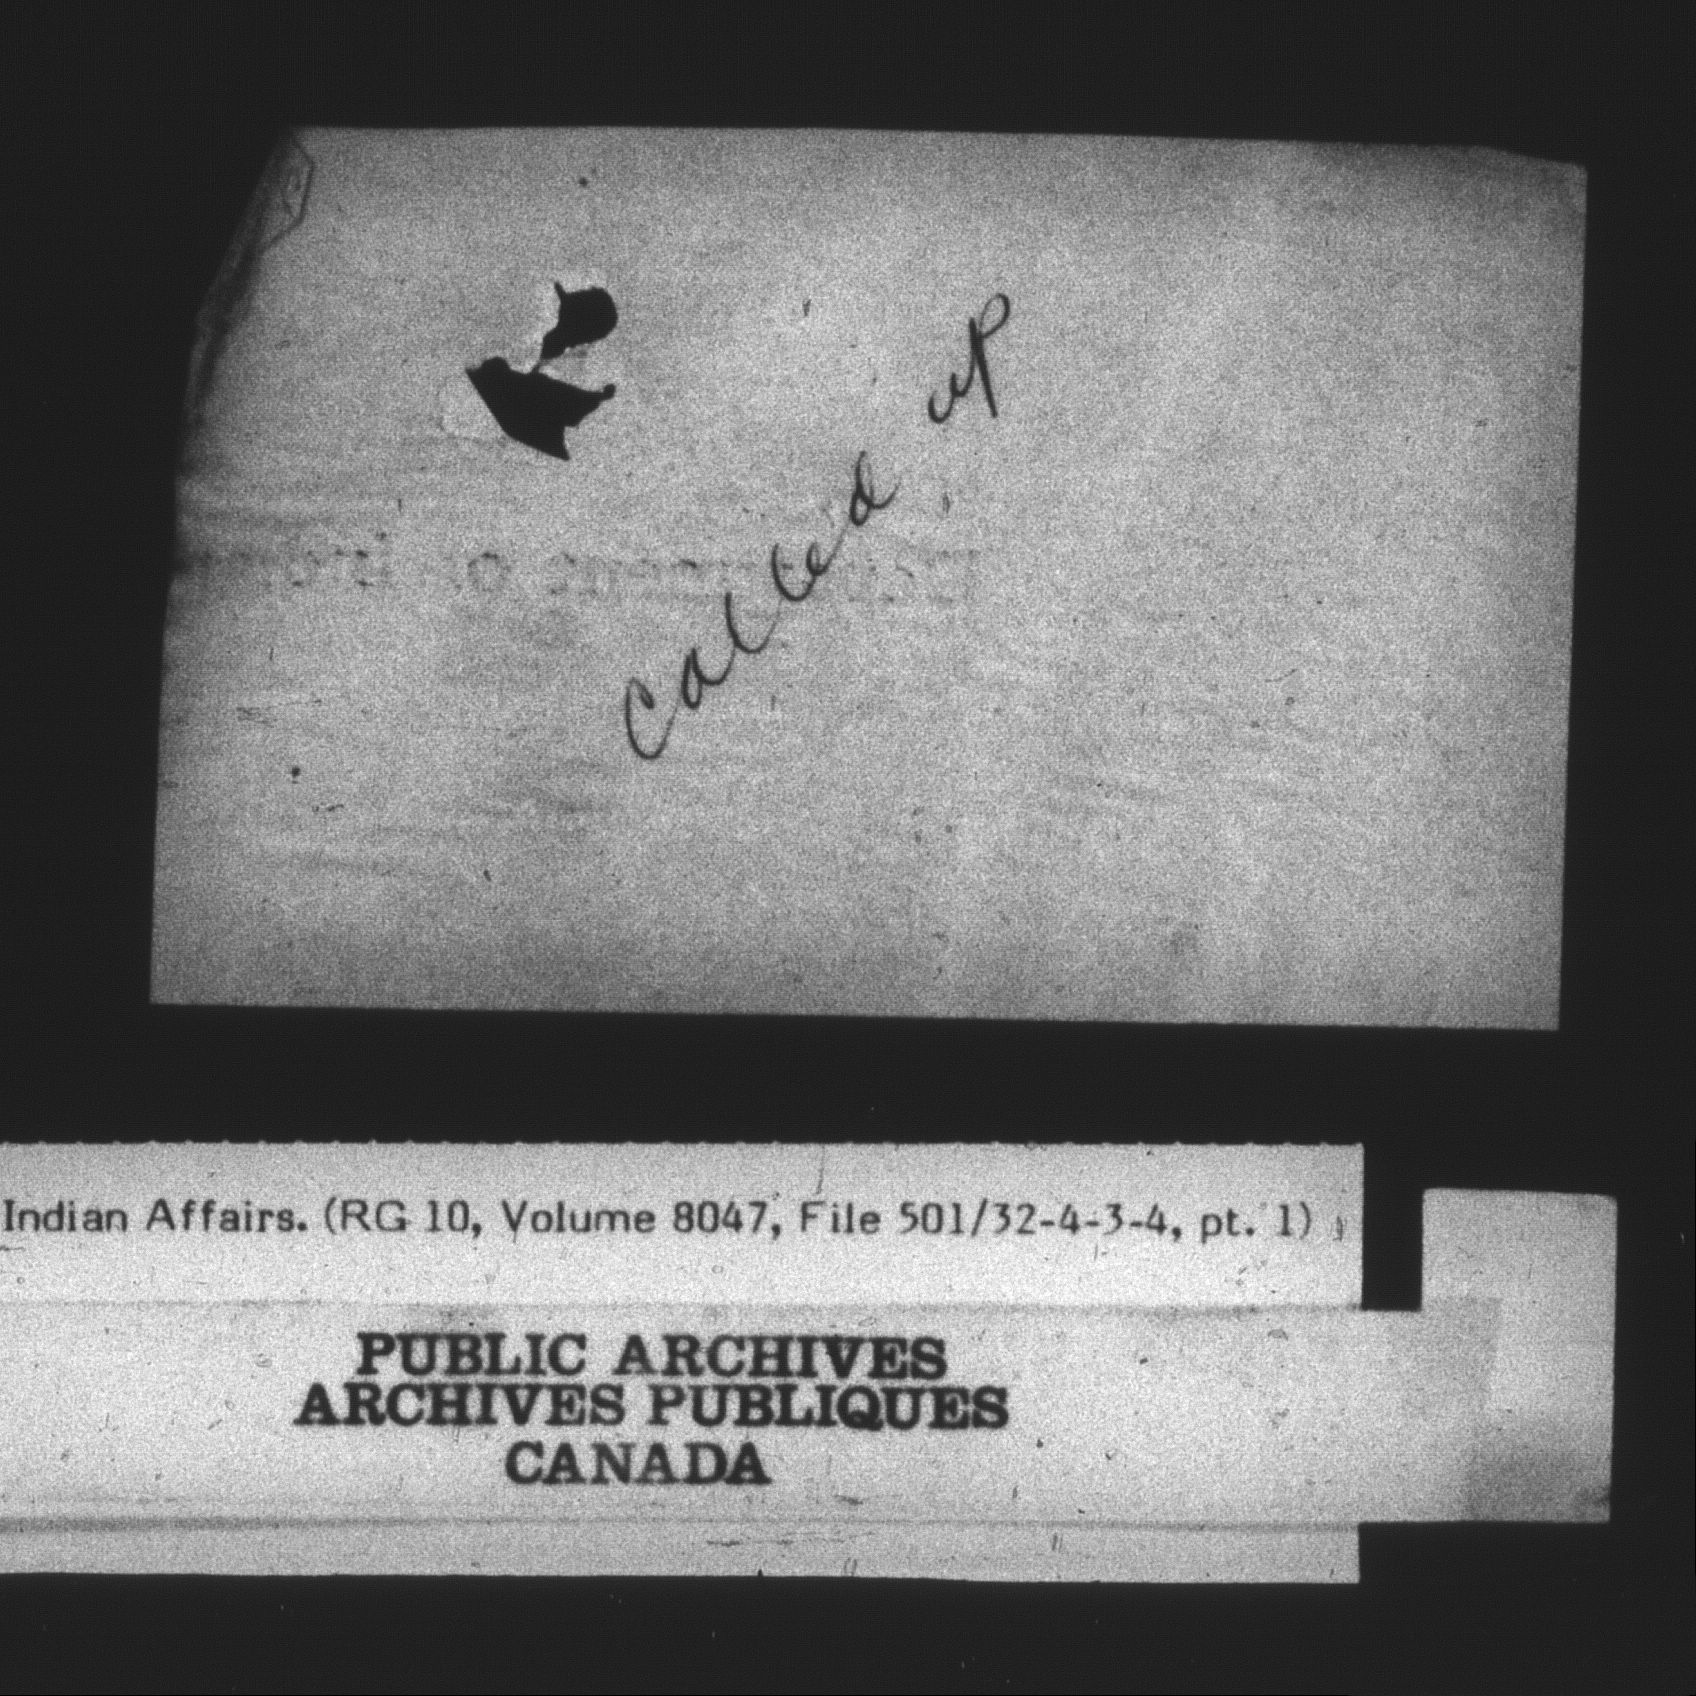 Called up
Indian Affairs. (RG 10, Volume 8047, File 501/32-4-3-4, pt. 1)
PUBLIC ARCHIVES
ARCHIVES PUBLIQUES
CANADA